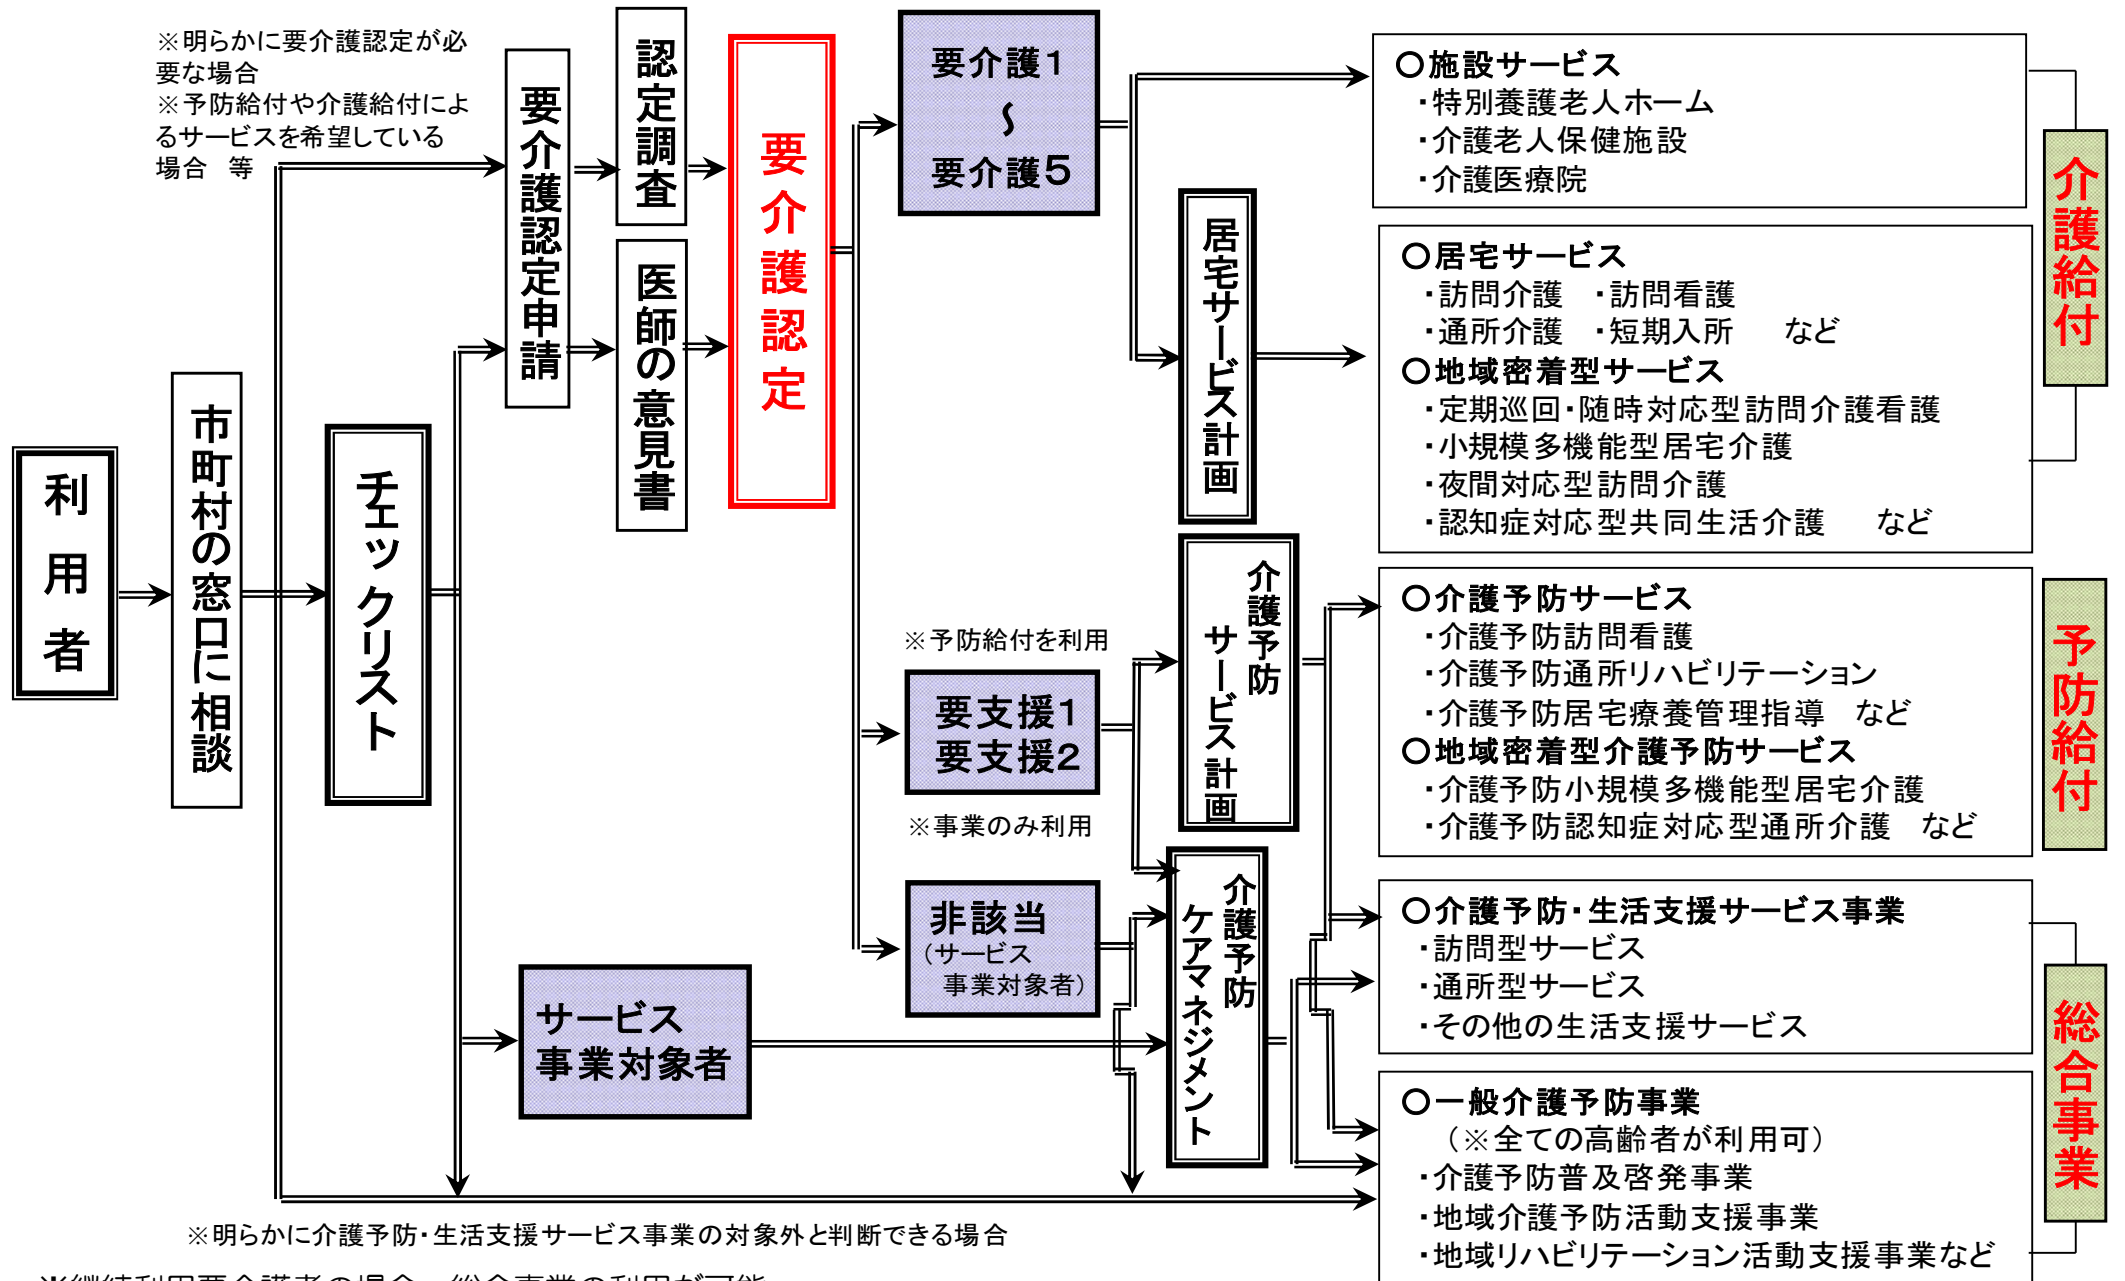 ※明らかに要介護認定が必
要な場合
※予防給付や介護給付によ
るサービスを希望している
場合 等
利用者
市町村の窓口に相談
チェックリスト
要介護認定申請
認定調査
医師の意見書
要介護認定
要介護1
〜
要介護5
※予防給付を利用
要支援1
要支援2
※事業のみ利用
非該当
(サービス
事業対象者)
サービス
事業対象者
居宅サービス計画
介護予防
サービス計画
介護予防
ケアマネジメント
○施設サービス
・特別養護老人ホーム
・介護老人保健施設
・介護医療院
○居宅サービス
・訪問介護 ・訪問看護
・通所介護 ・短期入所 など
○地域密着型サービス
・定期巡回・随時対応型訪問介護看護
・小規模多機能型居宅介護
・夜間対応型訪問介護
・認知症対応型共同生活介護 など
介護給付
○介護予防サービス
・介護予防訪問看護
・介護予防通所リハビリテーション
・介護予防居宅療養管理指導 など
○地域密着型介護予防サービス
・介護予防小規模多機能型居宅介護
・介護予防認知症対応型通所介護 など
予防給付
○介護予防・生活支援サービス事業
・訪問型サービス
・通所型サービス
・その他の生活支援サービス
○一般介護予防事業
(※全ての高齢者が利用可)
・介護予防普及啓発事業
・地域介護予防活動支援事業
・地域リハビリテーション活動支援事業など
総合事業
※明らかに介護予防・生活支援サービス事業の対象外と判断できる場合
※継続利用要介護者の場合、総合事業の利用が可能